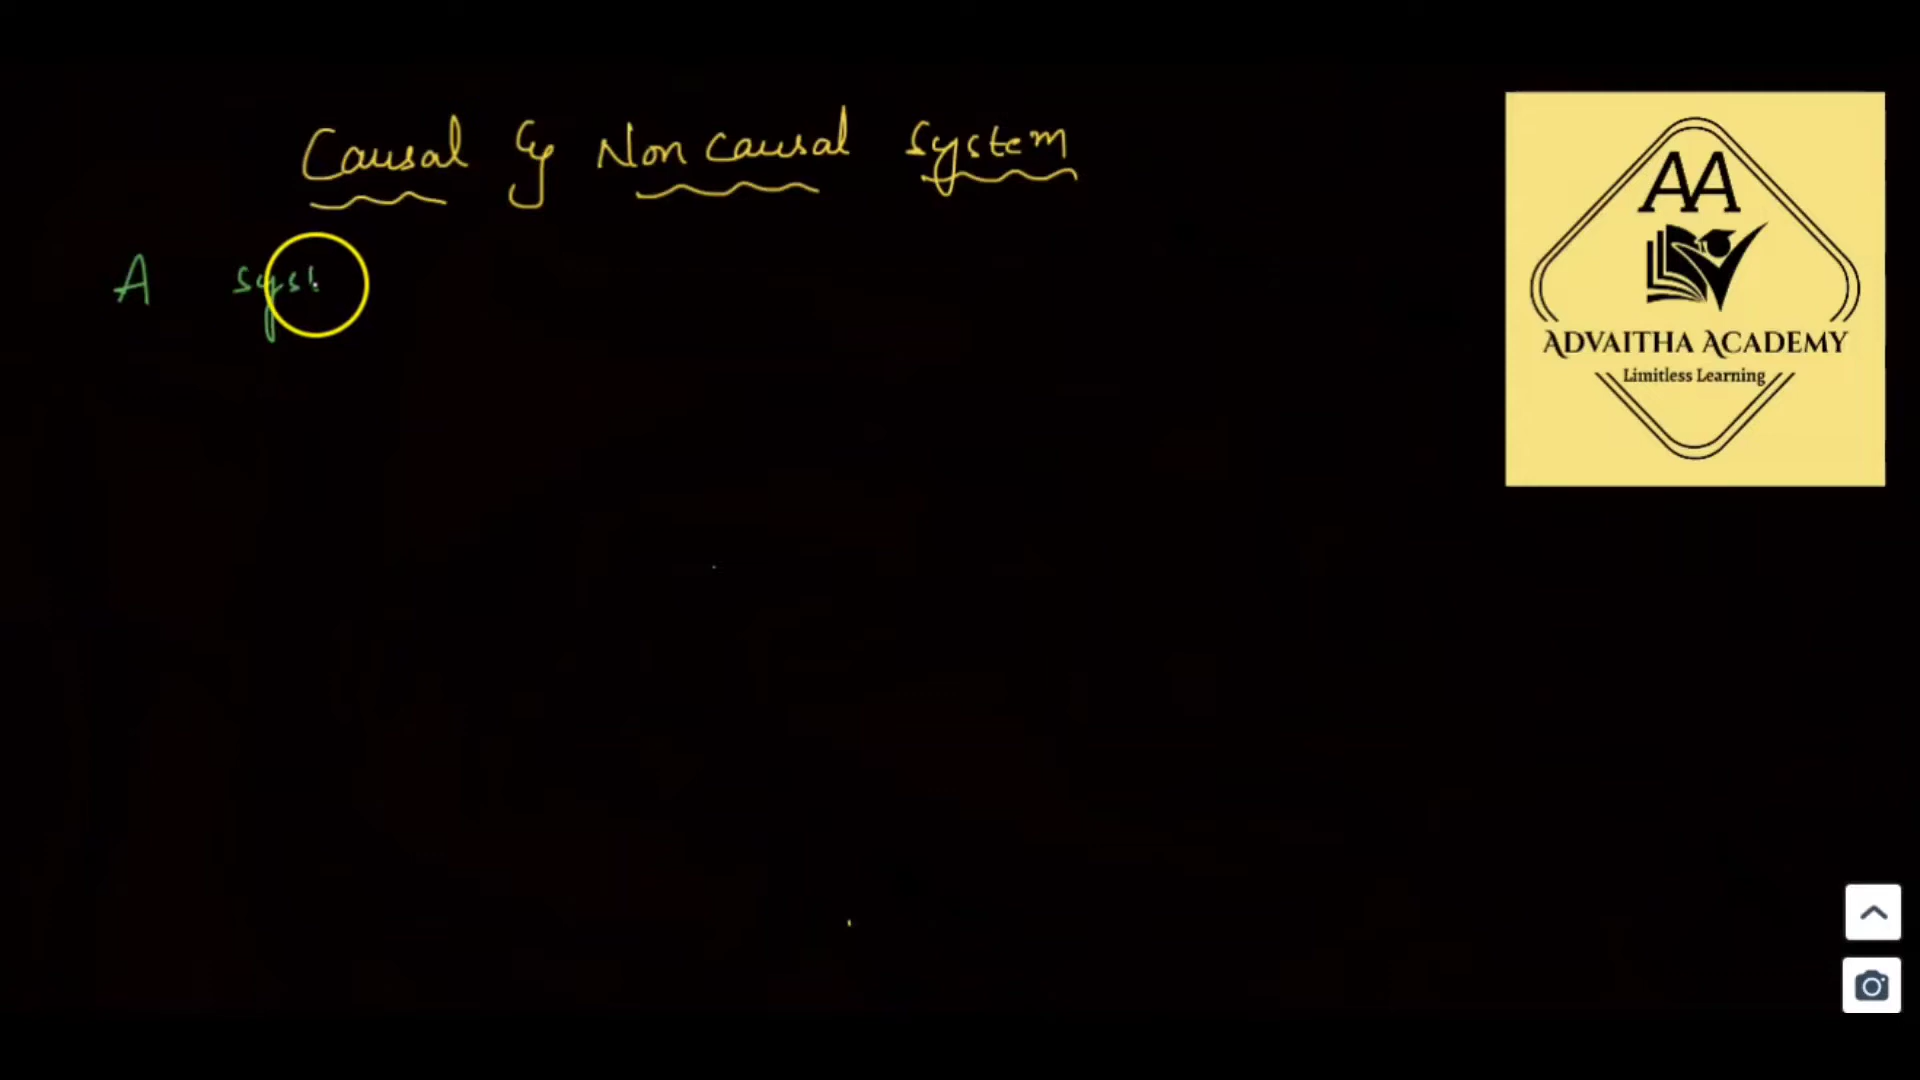 Causal & Non causal system
A syst
AA
ADVAITHA ACADEMY
Limitless Learning